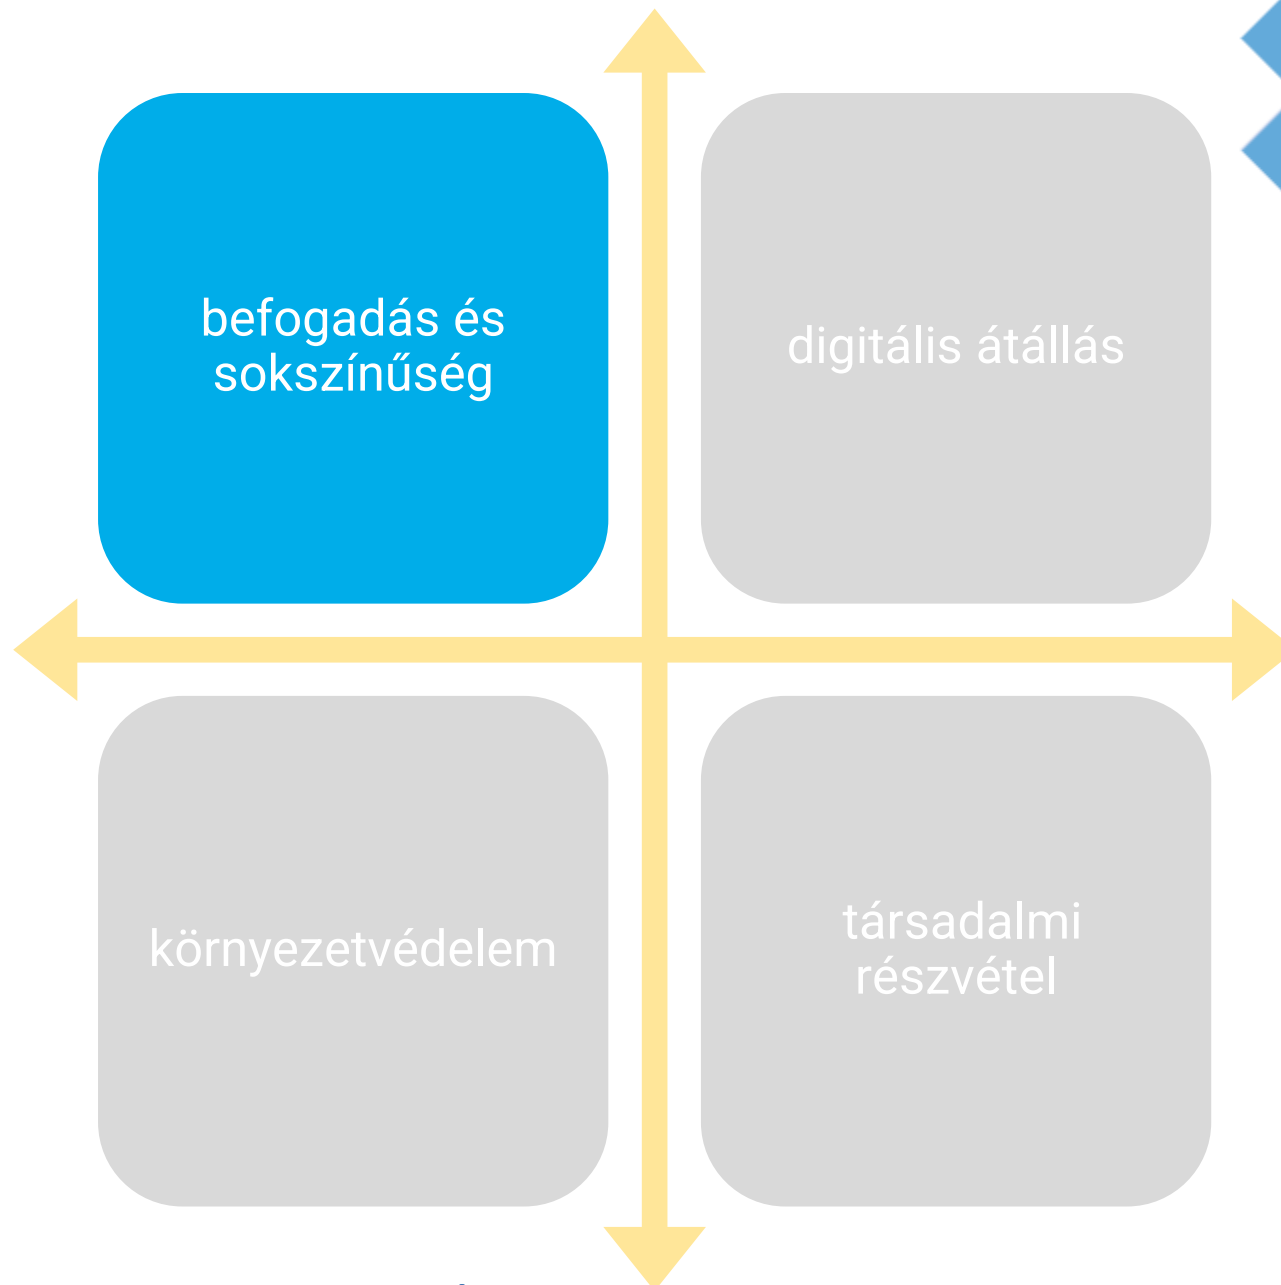 befogadás és
sokszínűség
digitális átállás
környezetvédelem
társadalmi
részvétel